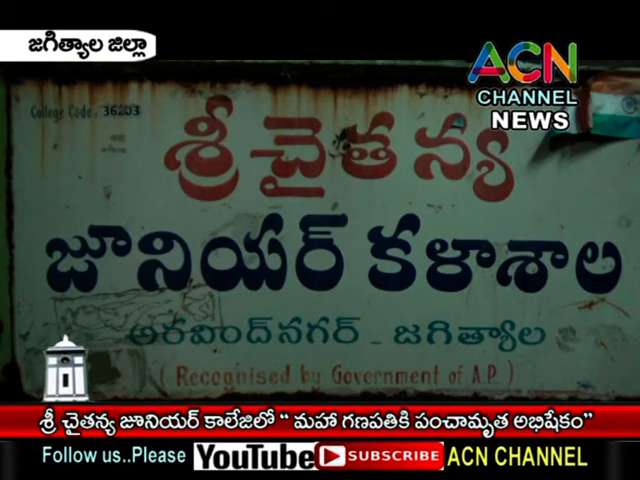 జగిత్యాల జిల్లా
ACN
CHANNEL
NEWS
College Code : 36203
శ్రీ చైతన్య
జూనియర్ కళాశాల
అరవింద్‌నగర్ - జగిత్యాల
( Recognised by Government of A.P. )
శ్రీ చైతన్య జూనియర్ కాలేజిలో “ మహా గణపతికి పంచామృత అభిషేకం”
Follow us..Please YouTube SUBSCRIBE ACN CHANNEL